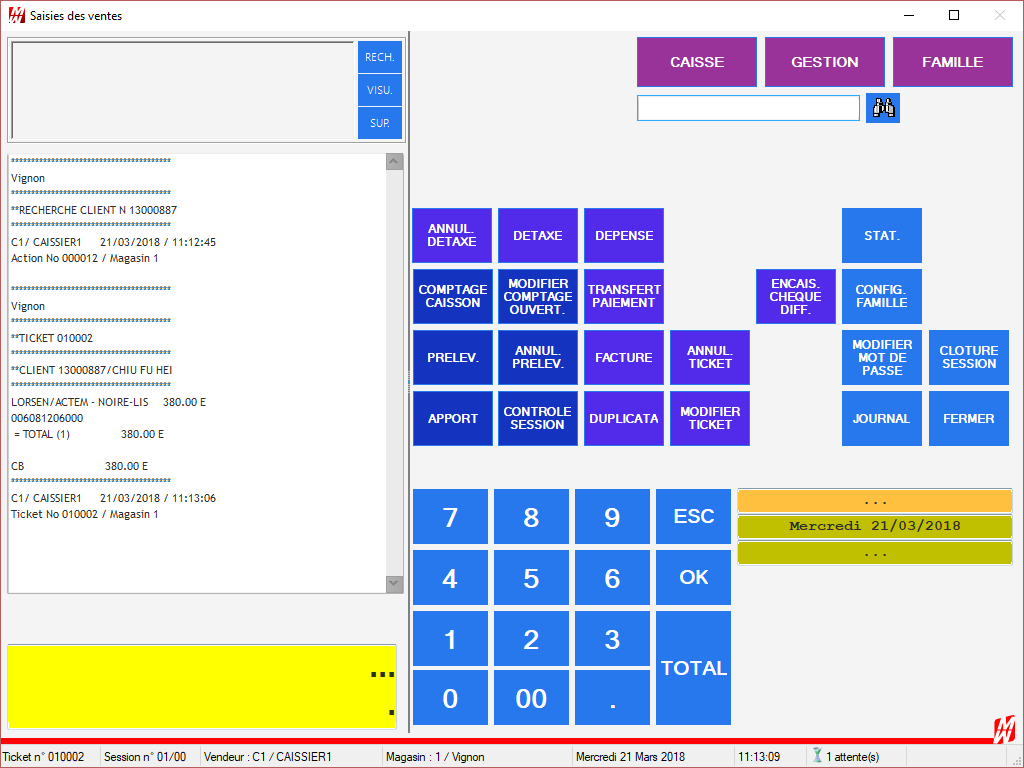 Saisies des ventes
RECH.
VISU.
SUP.
CAISSE
GESTION
FAMILLE
****************************************
Vignon
****************************************
**RECHERCHE CLIENT N 13000887
****************************************
C1/ CAISSIER1 21/03/2018 / 11:12:45
Action No 000012 / Magasin 1
****************************************
Vignon
****************************************
**TICKET 010002
****************************************
**CLIENT 13000887/CHIU FU HEI
****************************************
LORSEN/ACTEM - NOIRE-LIS 380.00 E
006081206000
= TOTAL (1) 380.00 E
CB 380.00 E
****************************************
C1/ CAISSIER1 21/03/2018 / 11:13:06
Ticket No 010002 / Magasin 1
...
.
ANNUL.
DETAXE
DETAXE
DEPENSE
STAT.
COMPTAGE
CAISSON
MODIFIER
COMPTAGE
OUVERT.
TRANSFERT
PAIEMENT
ENCAIS.
CHEQUE
DIFF.
CONFIG.
FAMILLE
PRELEV.
ANNUL.
PRELEV.
FACTURE
ANNUL.
TICKET
MODIFIER
MOT DE
PASSE
CLOTURE
SESSION
APPORT
CONTROLE
SESSION
DUPLICATA
MODIFIER
TICKET
JOURNAL
FERMER
7
8
9
ESC
4
5
6
OK
1
2
3
TOTAL
0
00
.
...
Mercredi 21/03/2018
...
MW
Ticket n° 010002
Session n° 01/00
Vendeur : C1 / CAISSIER1
Magasin : 1 / Vignon
Mercredi 21 Mars 2018
11:13:09
1 attente(s)